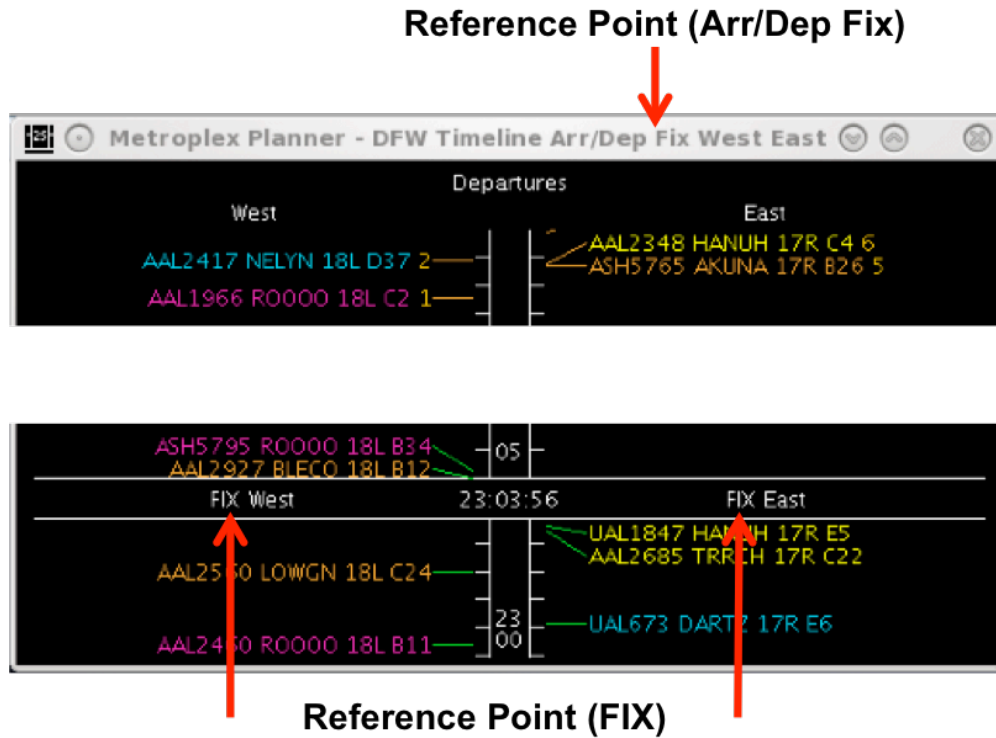 Reference Point (Arr/Dep Fix)
25 Metroplex Planner - DFW Timeline Arr/Dep Fix West East
Departures
West East
AAL2417 NELYN 18L D37 2
AAL2348 HANUH 17R C4 6
ASH5765 AKUNA 17R B26 5
AAL1966 ROOOO 18L C2 1
ASH5795 ROOOO 18L B34
05
AAL2927 BLECO 18L B12
FIX West 23:03:56 FIX East
UAL1847 HANUH 17R E5
AAL2685 17R C22
LOWGN 18L C24
23
00
UAL673 DARTZ 17R E6
ROOOO 18L B11
Reference Point (FIX)